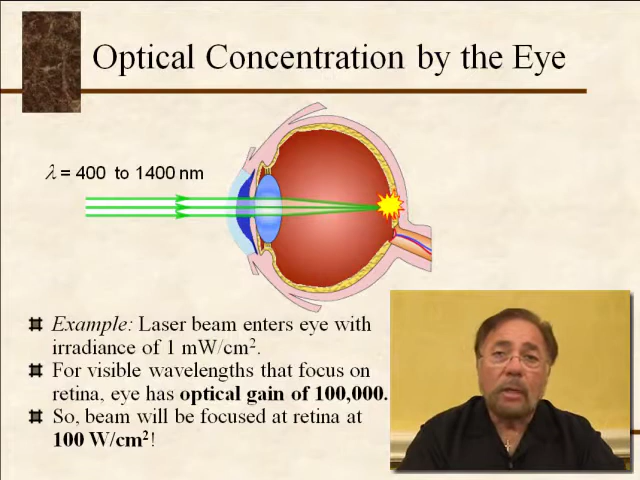 Optical Concentration by the Eye
λ = 400 to 1400 nm
Example: Laser beam enters eye with
irradiance of 1 mW/cm².
For visible wavelengths that focus on
retina, eye has optical gain of 100,000.
So, beam will be focused at retina at
100 W/cm²!